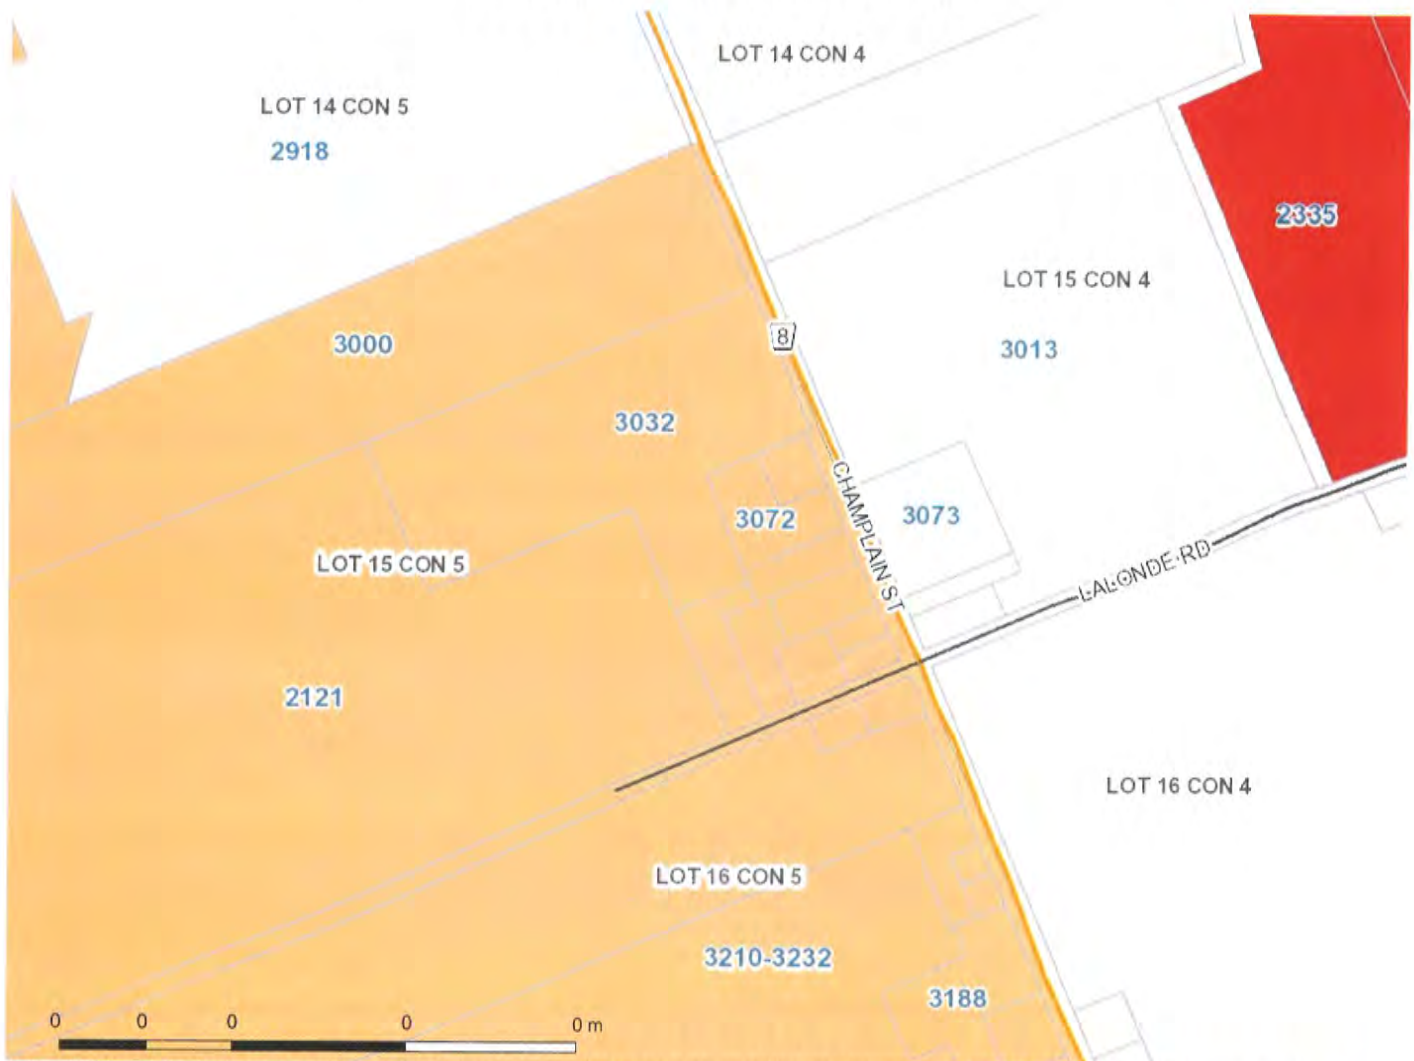 LOT 14 CON 4
LOT 14 CON 5
2918
2335
LOT 15 CON 4
8
3000
3013
3032
CHAMPLAIN ST
3072
3073
LOT 15 CON 5
LALONDE RD
2121
LOT 16 CON 4
LOT 16 CON 5
3210-3232
3188
0 0 0 0 0 m